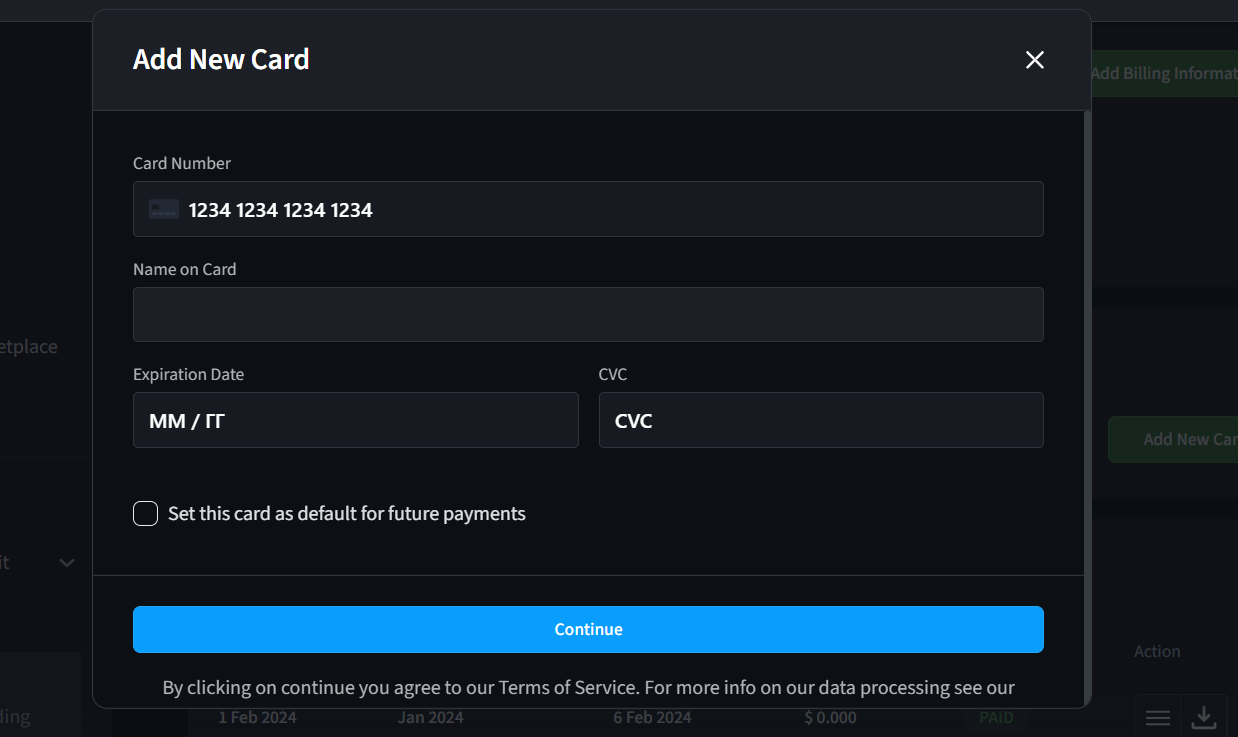 Add New Card
Add Billing Informat
Card Number
1234 1234 1234 1234
Name on Card
etplace
Expiration Date
CVC
ММ / ГГ
CVC
Add New Car
Set this card as default for future payments
it
Continue
Action
By clicking on continue you agree to our Terms of Service. For more info on our data processing see our
ding
1 Feb 2024
Jan 2024
6 Feb 2024
$ 0.000
PAID